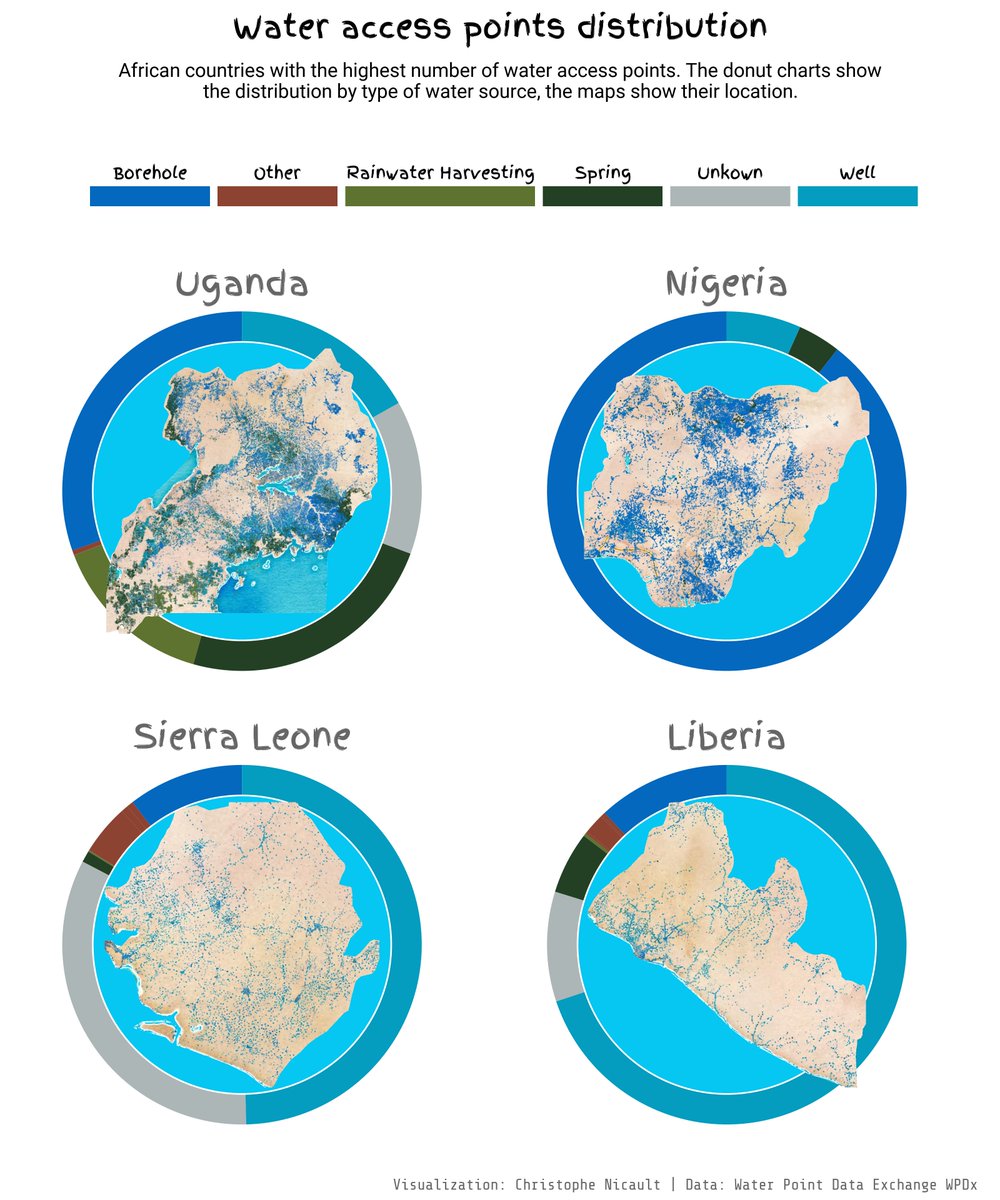 Water access points distribution
African countries with the highest number of water access points. The donut charts show
the distribution by type of water source, the maps show their location.
Borehole Other Rainwater Harvesting Spring Unkown Well
Uganda Nigeria
Sierra Leone Liberia
Visualization: Christophe Nicault | Data: Water Point Data Exchange WPDx